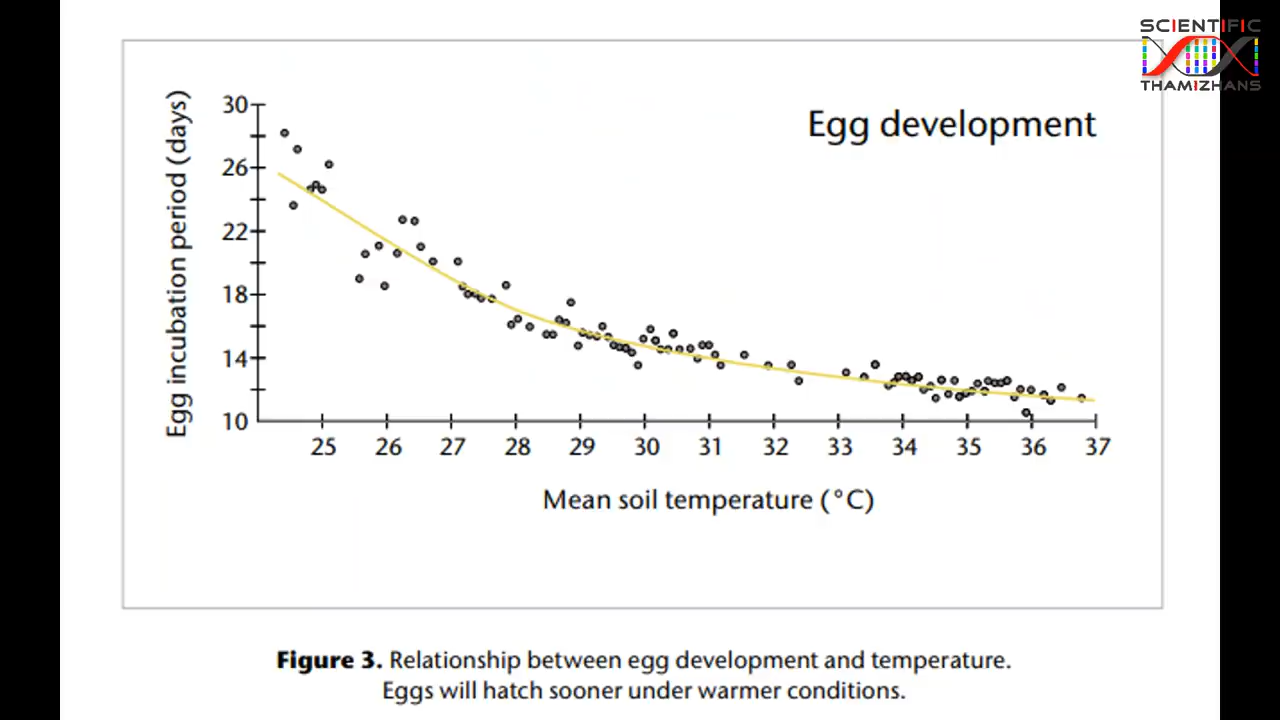 SCIENTIFIC
THAMIZHANS
Egg development
Egg incubation period (days)
30
26
22
18
14
10
25 26 27 28 29 30 31 32 33 34 35 36 37
Mean soil temperature (°C)
Figure 3. Relationship between egg development and temperature.
Eggs will hatch sooner under warmer conditions.